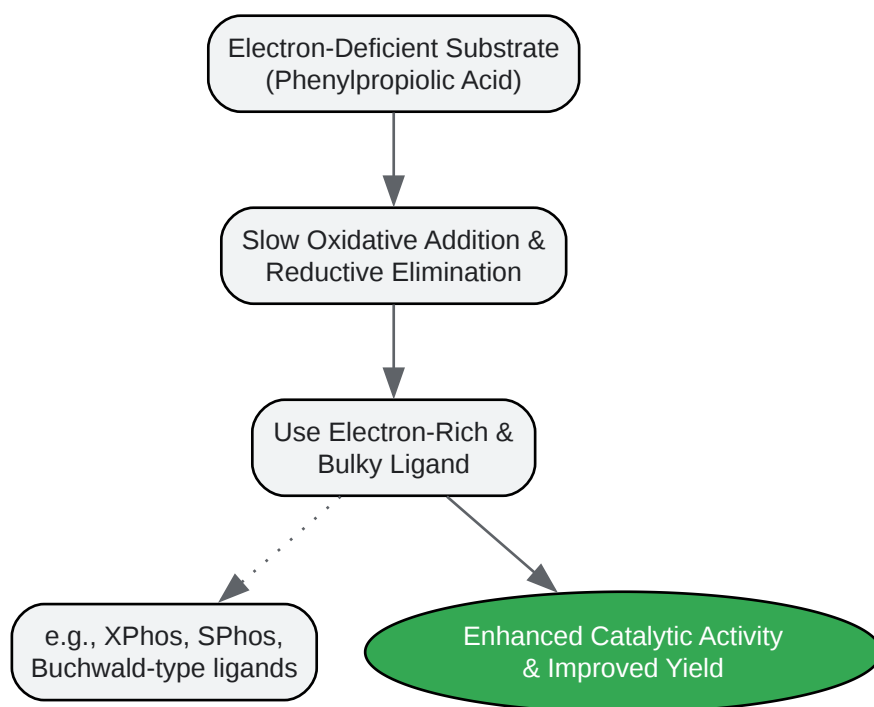 Electron-Deficient Substrate
(Phenylpropiolic Acid)
Slow Oxidative Addition &
Reductive Elimination
Use Electron-Rich &
Bulky Ligand
e.g., XPhos, SPhos,
Buchwald-type ligands
Enhanced Catalytic Activity
& Improved Yield